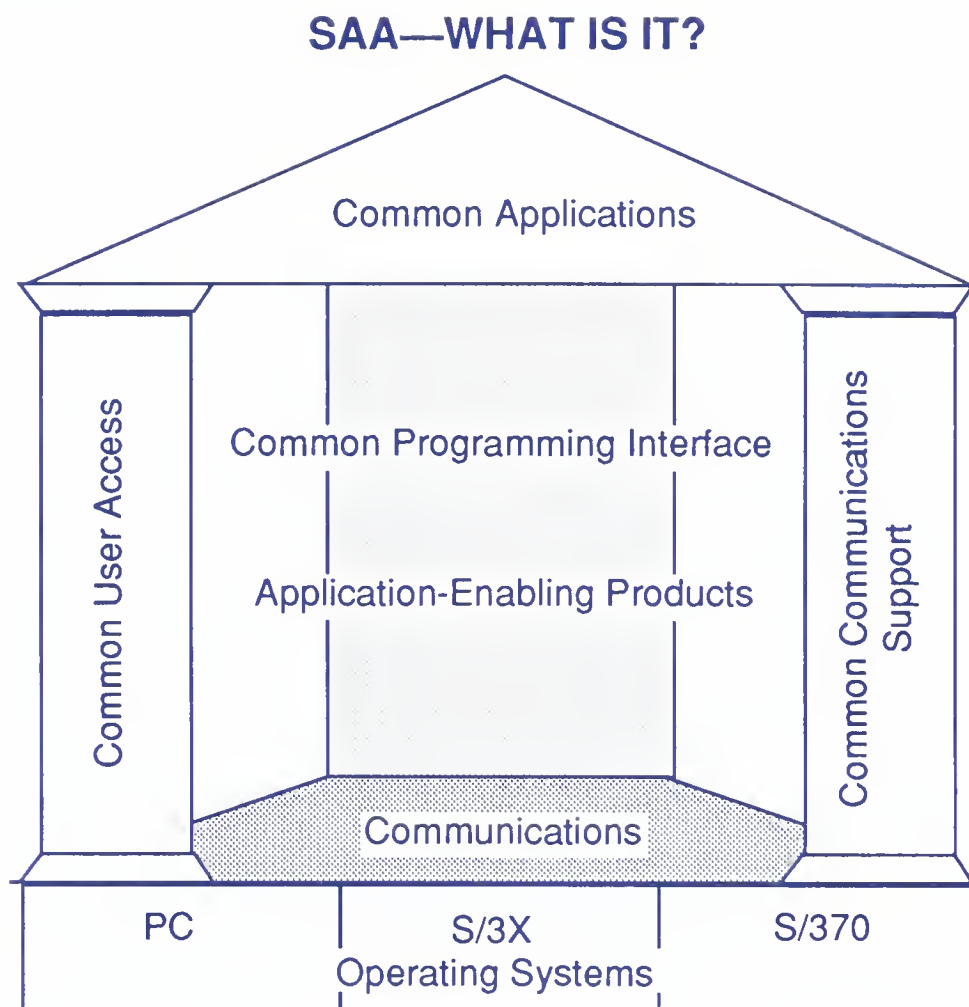 SAA—WHAT IS IT?
Common Applications
Common User Access
Common Programming Interface
Application-Enabling Products
Common Communications
Support
Communications
PC
S/3X
S/370
Operating Systems